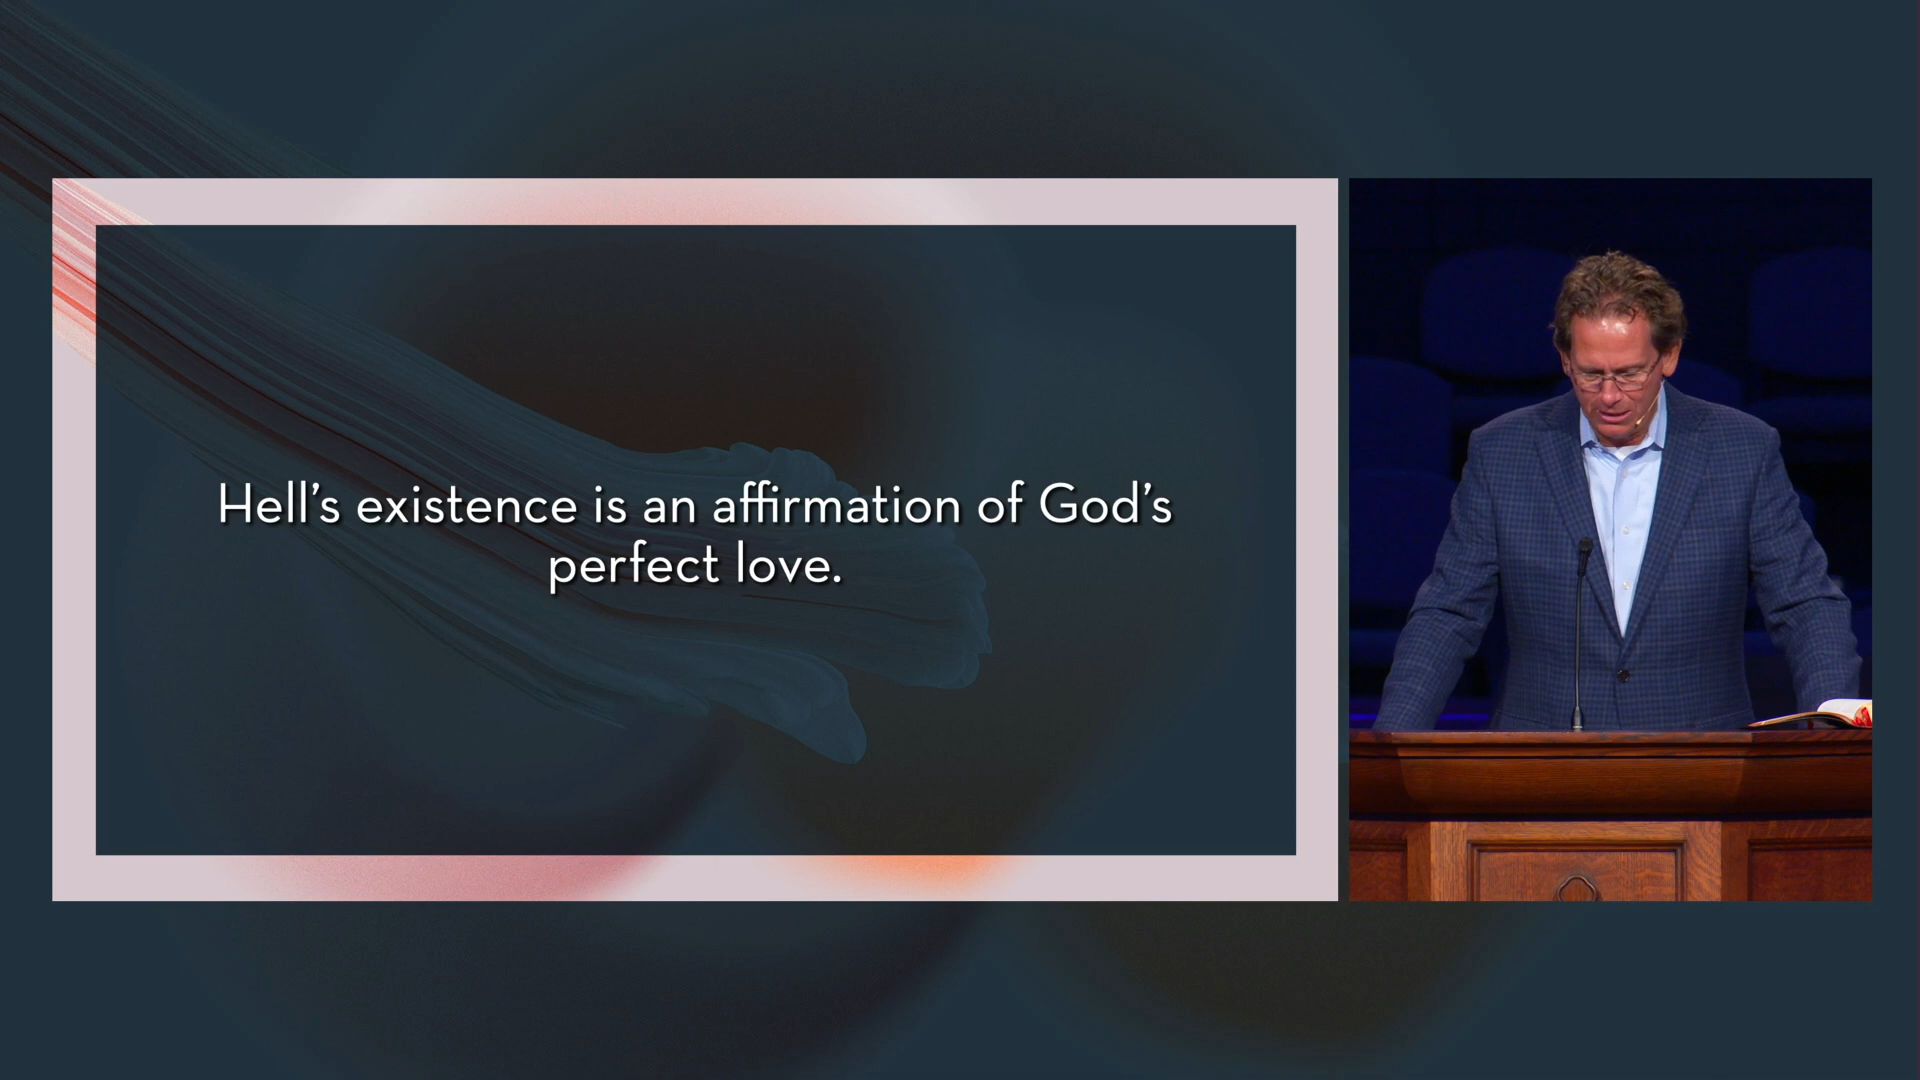 Hell’s existence is an affirmation of God’s
perfect love.